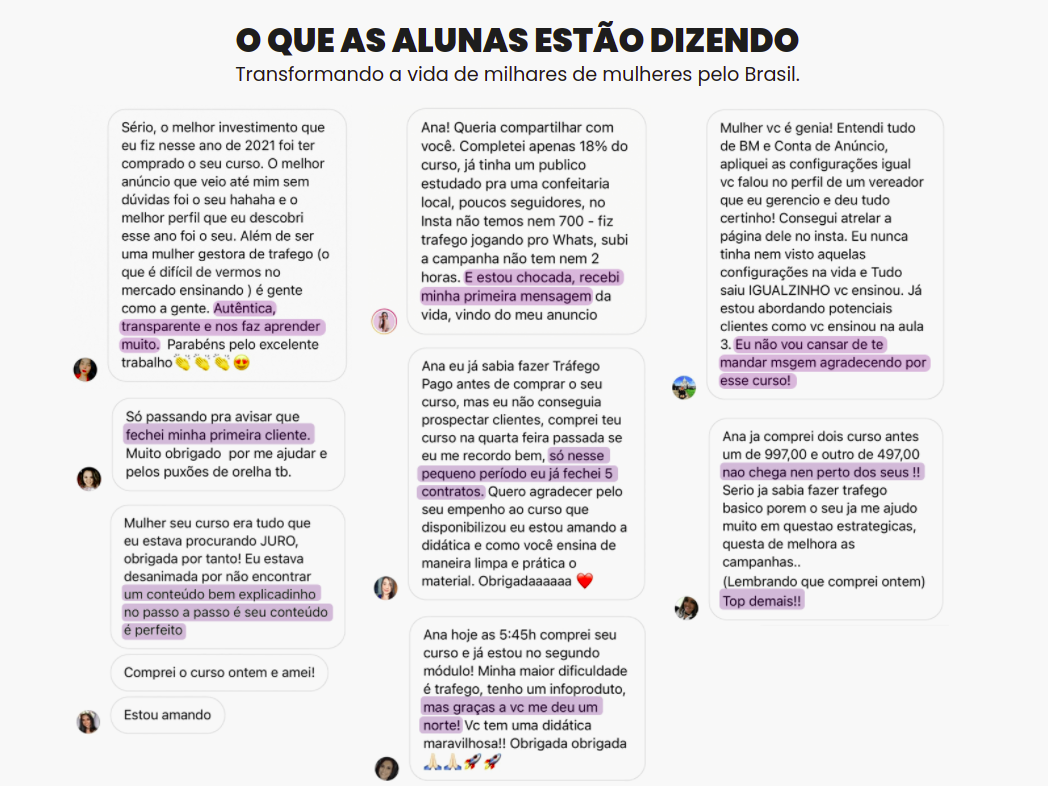 O QUE AS ALUNAS ESTÃO DIZENDO
Transformando a vida de milhares de mulheres pelo Brasil.
Sério, o melhor investimento que
eu fiz nesse ano de 2021 foi ter
comprado o seu curso. O melhor
anúncio que veio até mim sem
dúvidas foi o seu hahaha e o
melhor perfil que eu descobri
esse ano foi o seu. Além de ser
uma mulher gestora de trafego (o
que é difícil de vermos no
mercado ensinando ) é gente
como a gente. Autêntica,
transparente e nos faz aprender
muito. Parabéns pelo excelente
trabalho 👏👏👏😍
Só passando pra avisar que
fechei minha primeira cliente.
Muito obrigado por me ajudar e
pelos puxões de orelha tb.
Mulher seu curso era tudo que
eu estava procurando JURO,
obrigada por tanto! Eu estava
desanimada por não encontrar
um conteúdo bem explicadinho
no passo a passo é seu conteúdo
é perfeito
Comprei o curso ontem e amei!
Estou amando
Ana! Queria compartilhar com
você. Completei apenas 18% do
curso, já tinha um publico
estudado pra uma confeitaria
local, poucos seguidores, no
Insta não temos nem 700 - fiz
trafego jogando pro Whats, subi
a campanha não tem nem 2
horas. E estou chocada, recebi
minha primeira mensagem da
vida, vindo do meu anuncio
Ana eu já sabia fazer Tráfego
Pago antes de comprar o seu
curso, mas eu não conseguia
prospectar clientes, comprei teu
curso na quarta feira passada se
eu me recordo bem, só nesse
pequeno período eu já fechei 5
contratos. Quero agradecer pelo
seu empenho ao curso que
disponibilizou eu estou amando a
didática e como você ensina de
maneira limpa e prática o
material. Obrigadaaaaaa ❤️
Ana hoje as 5:45h comprei seu
curso e já estou no segundo
módulo! Minha maior dificuldade
é trafego, tenho um infoproduto,
mas graças a vc me deu um
norte! Vc tem uma didática
maravilhosa!! Obrigada obrigada
🙏🏻🙏🏻🚀🚀
Mulher vc é genia! Entendi tudo
de BM e Conta de Anúncio,
apliquei as configurações igual
vc falou no perfil de um vereador
que eu gerencio e deu tudo
certinho! Consegui atrelar a
página dele no insta. Eu nunca
tinha nem visto aquelas
configurações na vida e Tudo
saiu IGUALZINHO vc ensinou. Já
estou abordando potenciais
clientes como vc ensinou na aula
3. Eu não vou cansar de te
mandar msgem agradecendo por
esse curso!
Ana ja comprei dois curso antes
um de 997,00 e outro de 497,00
nao chega nen perto dos seus !!
Serio ja sabia fazer trafego
basico porem o seu ja me ajudo
muito em questao estrategicas,
questa de melhora as
campanhas..
(Lembrando que comprei ontem)
Top demais!!